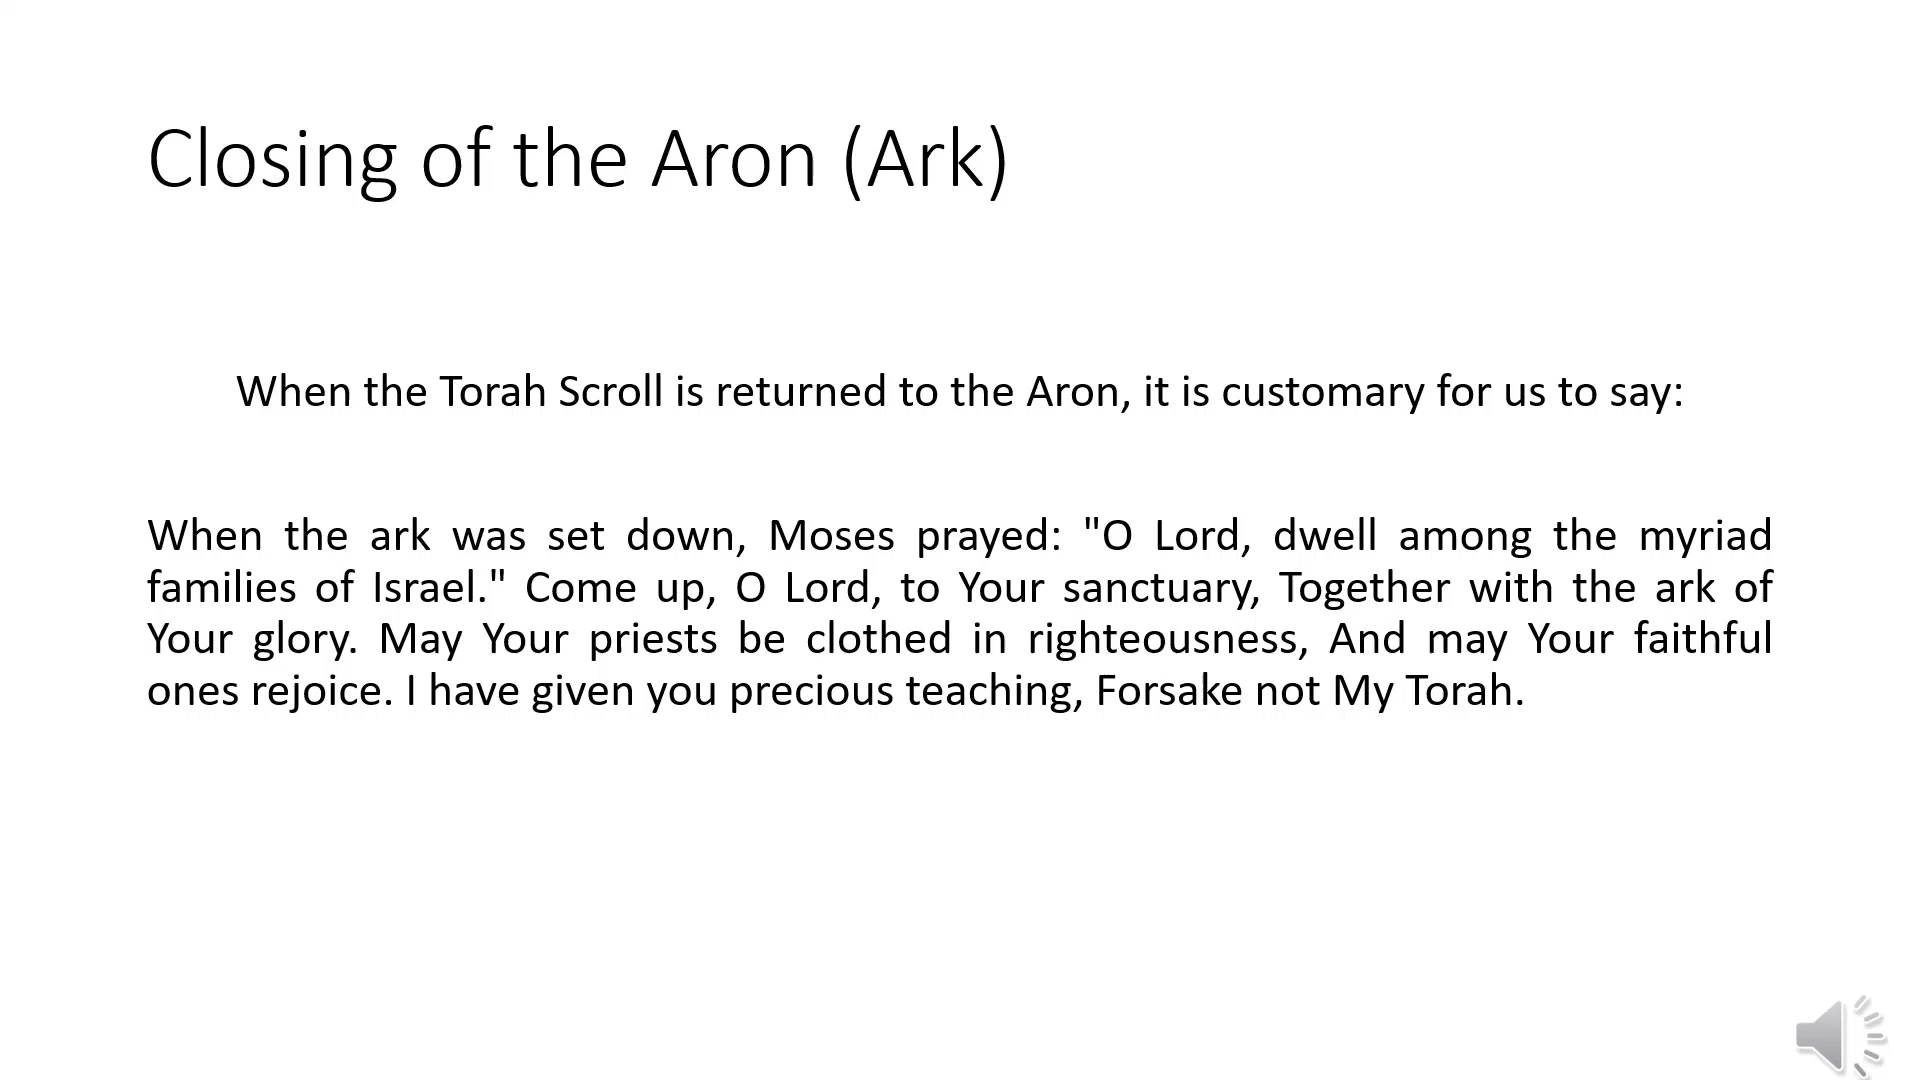 Closing of the Aron (Ark)
When the Torah Scroll is returned to the Aron, it is customary for us to say:
When the ark was set down, Moses prayed: "O Lord, dwell among the myriad
families of Israel." Come up, O Lord, to Your sanctuary, Together with the ark of
Your glory. May Your priests be clothed in righteousness, And may Your faithful
ones rejoice. I have given you precious teaching, Forsake not My Torah.